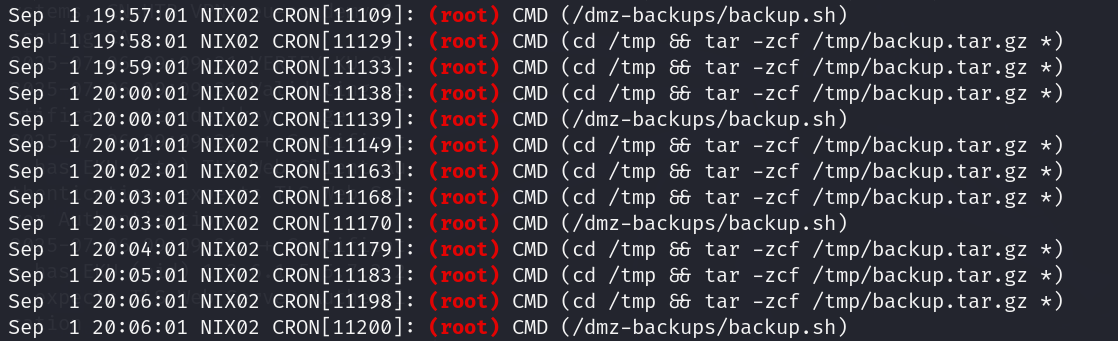 Sep  1 19:57:01 NIX02 CRON[11109]: (root) CMD (/dmz-backups/backup.sh)
Sep  1 19:58:01 NIX02 CRON[11129]: (root) CMD (cd /tmp && tar -zcf /tmp/backup.tar.gz *)
Sep  1 19:59:01 NIX02 CRON[11133]: (root) CMD (cd /tmp && tar -zcf /tmp/backup.tar.gz *)
Sep  1 20:00:01 NIX02 CRON[11138]: (root) CMD (cd /tmp && tar -zcf /tmp/backup.tar.gz *)
Sep  1 20:00:01 NIX02 CRON[11139]: (root) CMD (/dmz-backups/backup.sh)
Sep  1 20:01:01 NIX02 CRON[11149]: (root) CMD (cd /tmp && tar -zcf /tmp/backup.tar.gz *)
Sep  1 20:02:01 NIX02 CRON[11163]: (root) CMD (cd /tmp && tar -zcf /tmp/backup.tar.gz *)
Sep  1 20:03:01 NIX02 CRON[11168]: (root) CMD (cd /tmp && tar -zcf /tmp/backup.tar.gz *)
Sep  1 20:03:01 NIX02 CRON[11170]: (root) CMD (/dmz-backups/backup.sh)
Sep  1 20:04:01 NIX02 CRON[11179]: (root) CMD (cd /tmp && tar -zcf /tmp/backup.tar.gz *)
Sep  1 20:05:01 NIX02 CRON[11183]: (root) CMD (cd /tmp && tar -zcf /tmp/backup.tar.gz *)
Sep  1 20:06:01 NIX02 CRON[11198]: (root) CMD (cd /tmp && tar -zcf /tmp/backup.tar.gz *)
Sep  1 20:06:01 NIX02 CRON[11200]: (root) CMD (/dmz-backups/backup.sh)